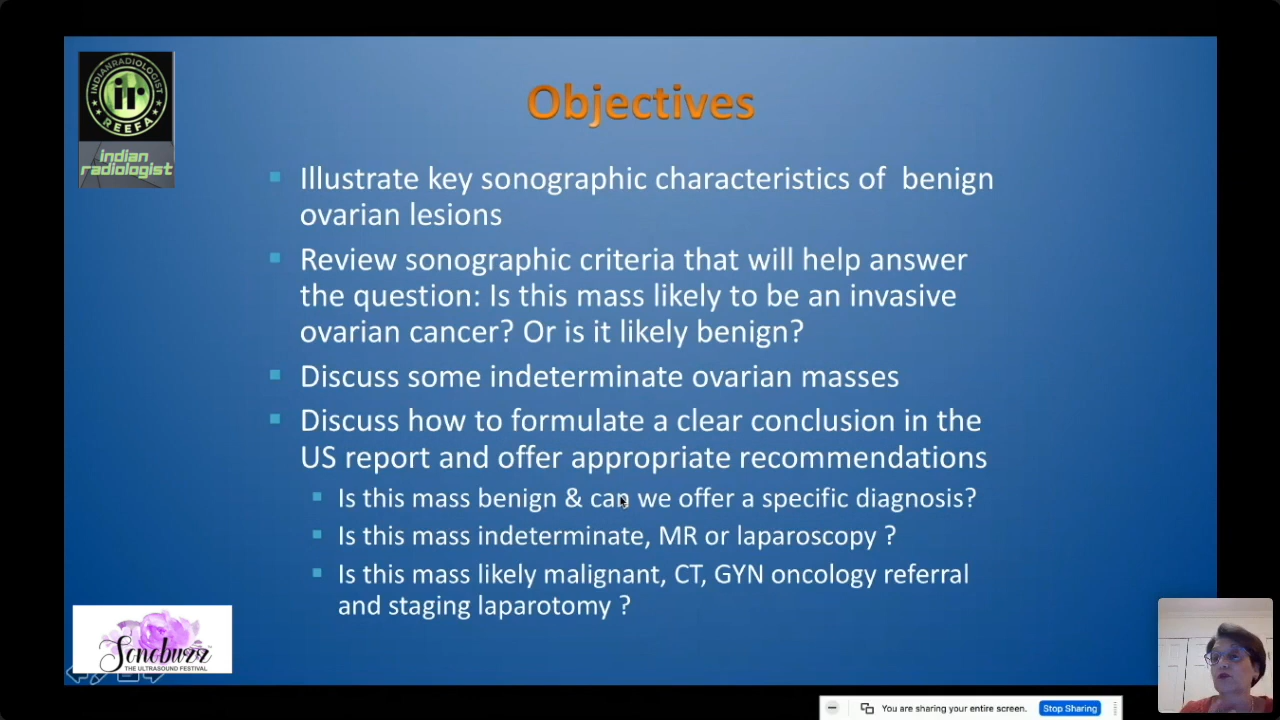 INDIANRADIOLOGIST
ir
REEFA
indian
radiologist
Objectives
Illustrate key sonographic characteristics of benign
ovarian lesions
Review sonographic criteria that will help answer
the question: Is this mass likely to be an invasive
ovarian cancer? Or is it likely benign?
Discuss some indeterminate ovarian masses
Discuss how to formulate a clear conclusion in the
US report and offer appropriate recommendations
Is this mass benign & can we offer a specific diagnosis?
Is this mass indeterminate, MR or laparoscopy ?
Is this mass likely malignant, CT, GYN oncology referral
and staging laparotomy ?
Sonobuzz
THE ULTRASOUND FESTIVAL
You are sharing your entire screen.
Stop Sharing